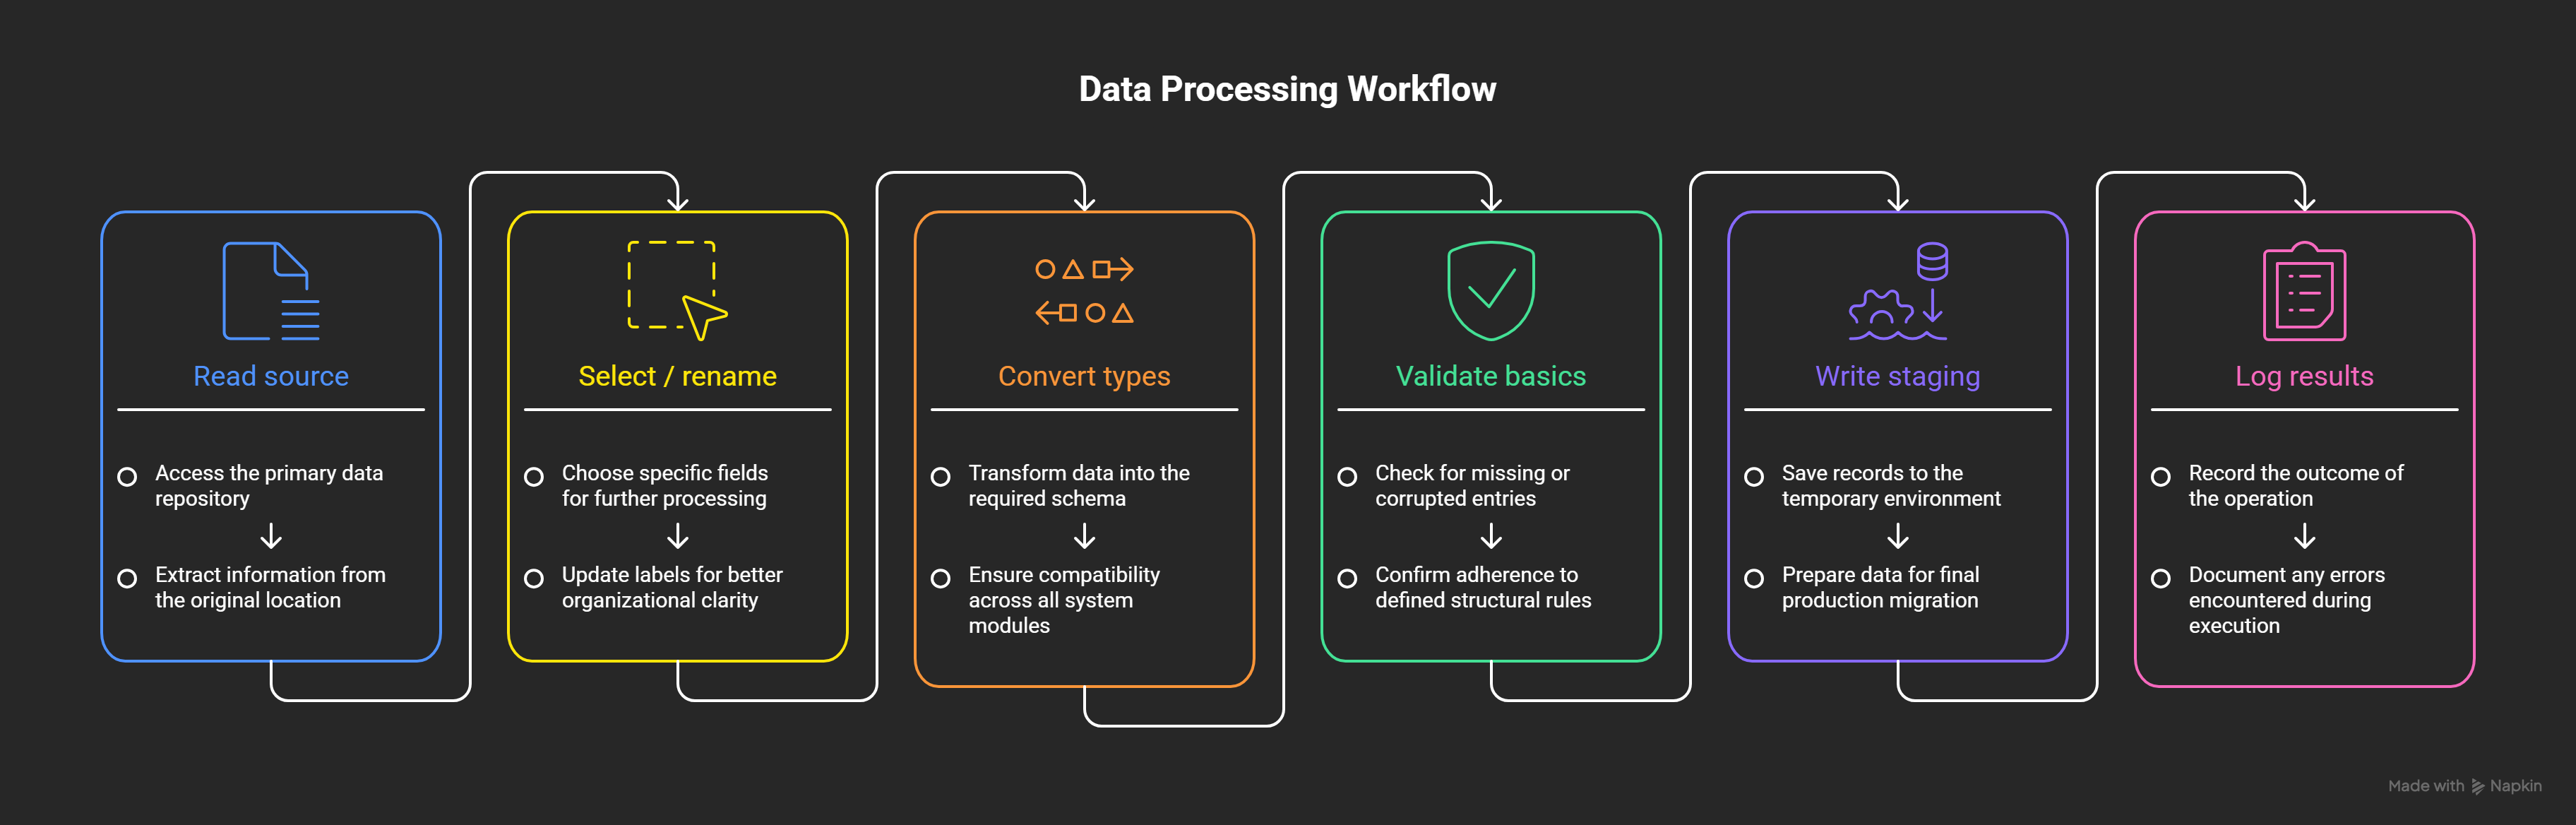 Data Processing Workflow
Read source
Access the primary data
repository
Extract information from
the original location
Select / rename
Choose specific fields
for further processing
Update labels for better
organizational clarity
Convert types
Transform data into the
required schema
Ensure compatibility
across all system
modules
Validate basics
Check for missing or
corrupted entries
Confirm adherence to
defined structural rules
Write staging
Save records to the
temporary environment
Prepare data for final
production migration
Log results
Record the outcome of
the operation
Document any errors
encountered during
execution
Made with Napkin